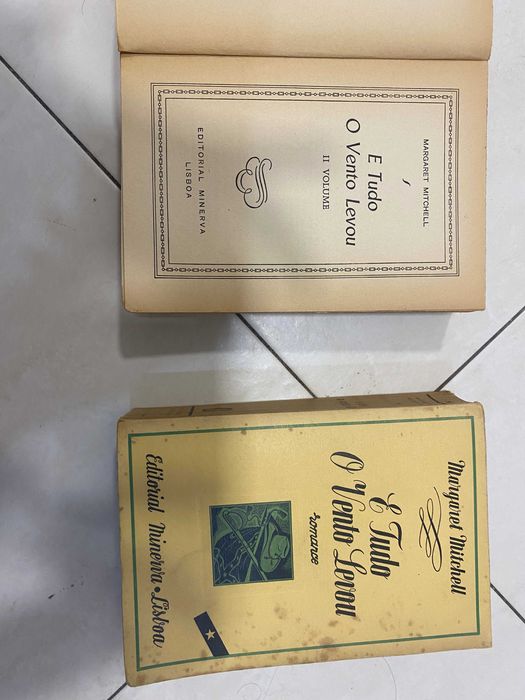 MARGARET MITCHELL
E Tudo
O Vento Levou
II VOLUME
EDITORIAL MINERVA
LISBOA
Margaret Mitchell
E Tudo
O Vento Levou
romance
Editorial Minerva • Lisboa